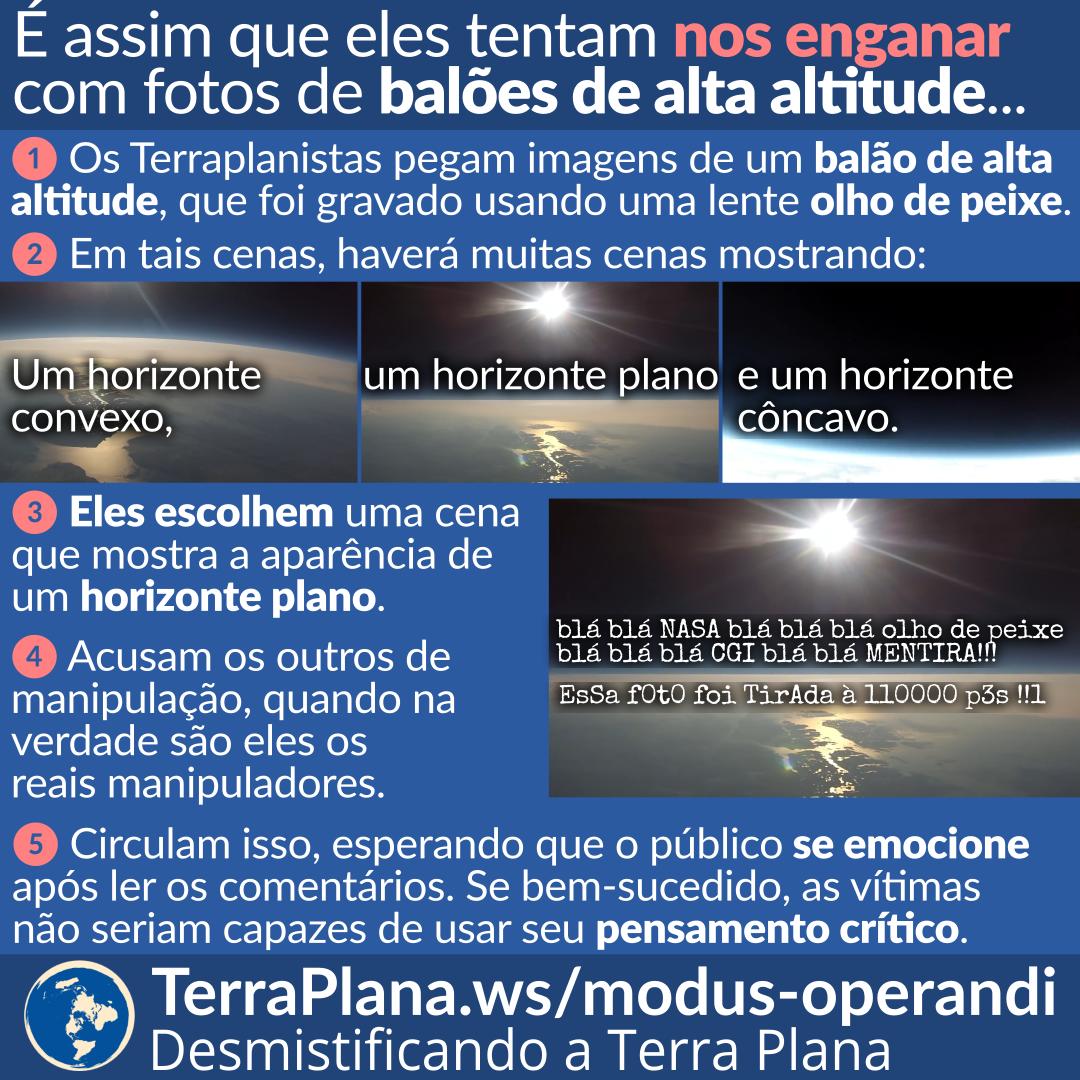 É assim que eles tentam nos enganar
com fotos de balões de alta altitude...
1 Os Terraplanistas pegam imagens de um balão de alta
altitude, que foi gravado usando uma lente olho de peixe.
2 Em tais cenas, haverá muitas cenas mostrando:
Um horizonte
convexo,
um horizonte plano
e um horizonte
côncavo.
3 Eles escolhem uma cena
que mostra a aparência de
um horizonte plano.
4 Acusam os outros de
manipulação, quando na
verdade são eles os
reais manipuladores.
blá blá NASA blá blá blá olho de peixe
blá blá blá CGI blá blá MENTIRA!!!
EsSa f0t0 foi TirAda à 110000 p3s !!1
5 Circulam isso, esperando que o público se emocione
após ler os comentários. Se bem-sucedido, as vítimas
não seriam capazes de usar seu pensamento crítico.
TerraPlana.ws/modus-operandi
Desmistificando a Terra Plana